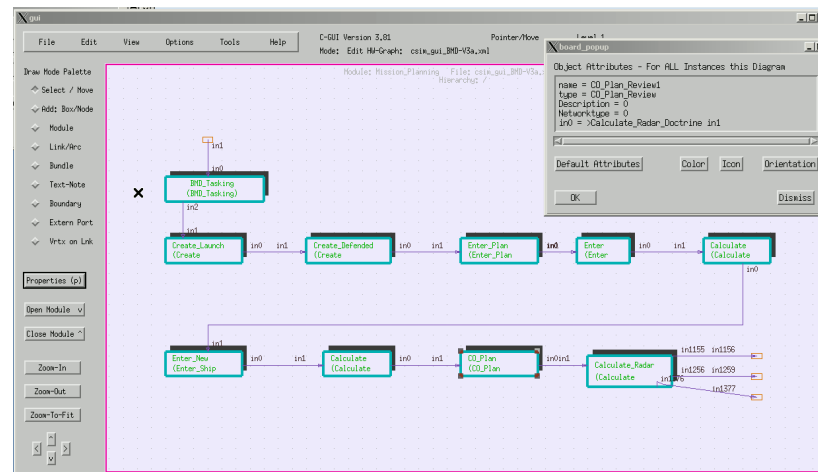 gui
File Edit View Options Tools Help
C-GUI Version 3.81 Pointer/Move Level 1
Mode: Edit HW-Graph: csim_gui_BMD-V3a.xml
Draw Mode Palette
Select / Move
Add: Box/Node
Module
Link/Arc
Bundle
Text-Note
Boundary
Extern Port
Vrtx on Lnk
Properties (p)
Open Module v
Close Module ^
Zoom-In
Zoom-Out
Zoom-To-Fit
^
< >
v
Module: Mission_Planning File: csim_gui_BMD-V3a.
Hierarchy: /
board_popup
Object Attributes - For ALL Instances this Diagram
name = CO_Plan_Review1
type = CO_Plan_Review
Description = 0
Networktype = 0
in0 = >Calculate_Radar_Doctrine in1
Default Attributes Color Icon Orientation
OK Dismiss
in1
in0
BMD_Tasking
(BMD_Tasking)
in2
in1
Create_Launch in0 in1 Create_Defended in0 in1 Enter_Plan Enter in0 in1 Calculate
(Create (Create (Enter_Plan (Enter (Calculate
in0
in1
Enter_New in0 in1 Calculate in0 in1 CO_Plan in0in1 Calculate_Radar
(Enter_Ship (Calculate (CO_Plan (Calculate
in1155 in1156
in1256 in1259
in1377